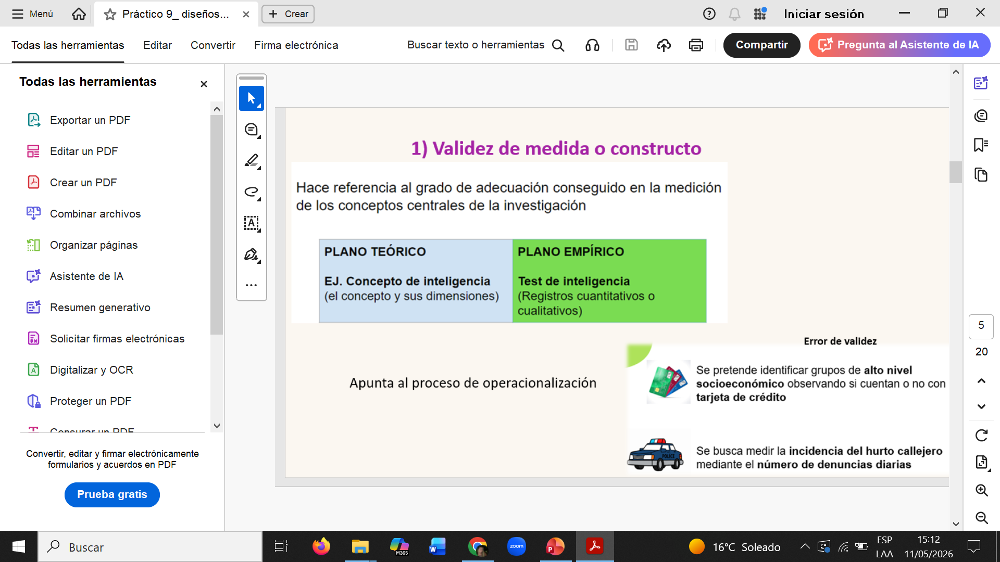 Menú
Práctico 9_ diseños...
Crear
Iniciar sesión
Todas las herramientas
Editar
Convertir
Firma electrónica
Buscar texto o herramientas
Compartir
Pregunta al Asistente de IA
Todas las herramientas
Exportar un PDF
Editar un PDF
Crear un PDF
Combinar archivos
Organizar páginas
Asistente de IA
Resumen generativo
Solicitar firmas electrónicas
Digitalizar y OCR
Proteger un PDF
Censurar un PDF
Convertir, editar y firmar electrónicamente
formularios y acuerdos en PDF
Prueba gratis
1) Validez de medida o constructo
Hace referencia al grado de adecuación conseguido en la medición
de los conceptos centrales de la investigación
PLANO TEÓRICO
EJ. Concepto de inteligencia
(el concepto y sus dimensiones)
PLANO EMPÍRICO
Test de inteligencia
(Registros cuantitativos o
cualitativos)
Apunta al proceso de operacionalización
Error de validez
Se pretende identificar grupos de alto nivel
socioeconómico observando si cuentan o no con
tarjeta de crédito
POLICE
Se busca medir la incidencia del hurto callejero
mediante el número de denuncias diarias
5
20
Buscar
M365
W
zoom
P
16°C Soleado
ESP
LAA
15:12
11/05/2026